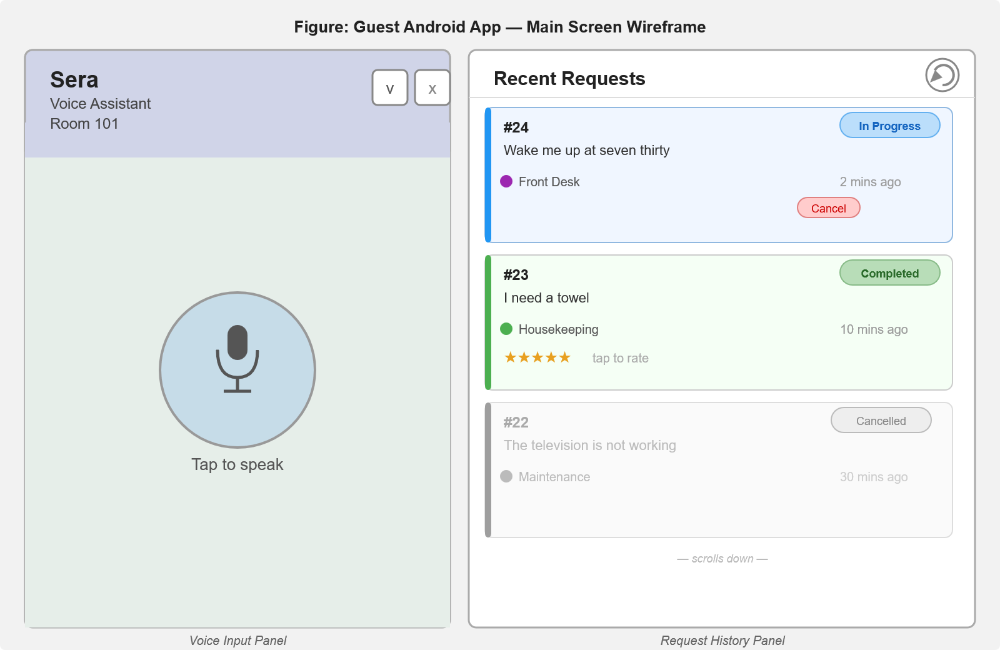 Figure: Guest Android App — Main Screen Wireframe
Sera
Voice Assistant
Room 101
v
x
Tap to speak
Voice Input Panel
Recent Requests
#24
In Progress
Wake me up at seven thirty
Front Desk
2 mins ago
Cancel
#23
Completed
I need a towel
Housekeeping
10 mins ago
★★★★★ tap to rate
#22
Cancelled
The television is not working
Maintenance
30 mins ago
— scrolls down —
Request History Panel